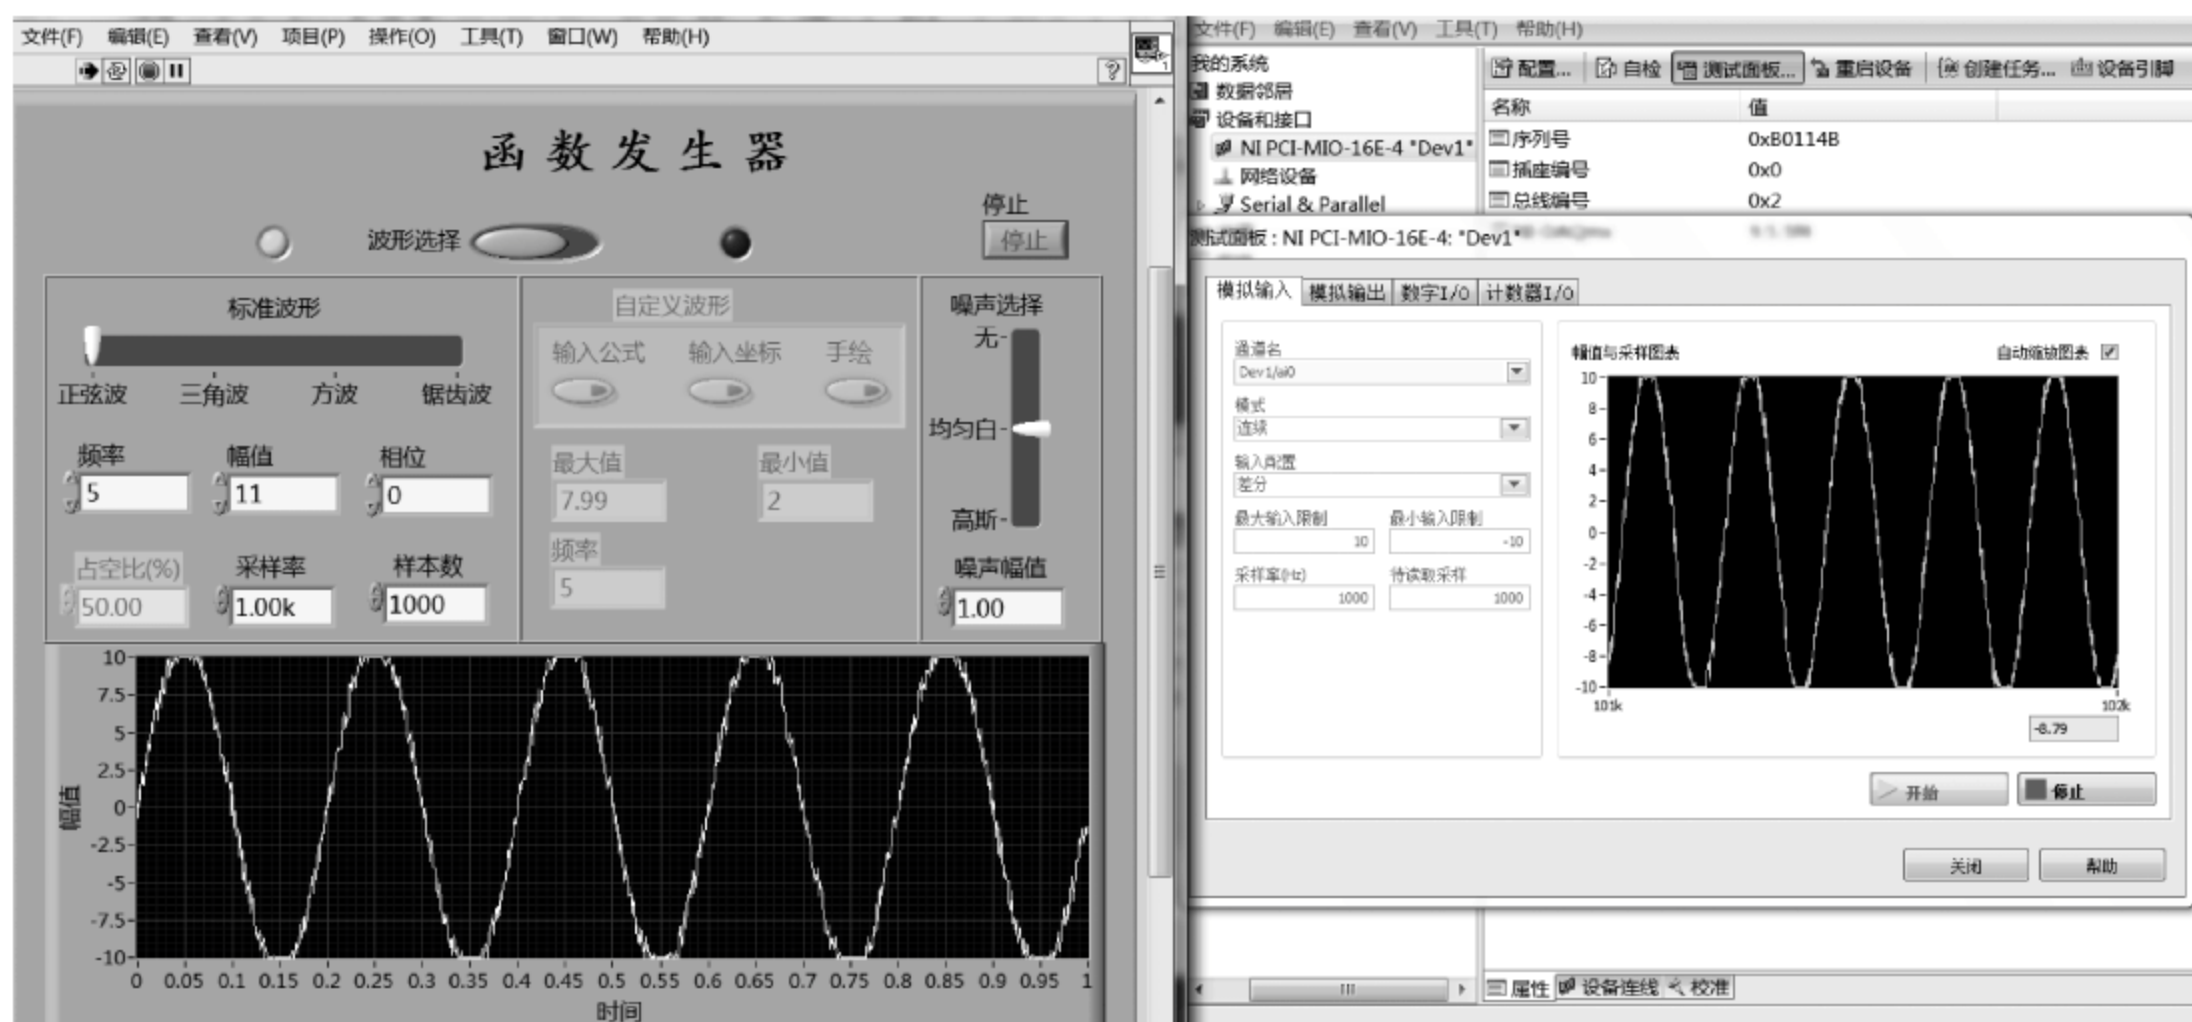 文件(F) 编辑(E) 查看(V) 项目(P) 操作(O) 工具(T) 窗口(W) 帮助(H)
?
1
函数发生器
停止
波形选择
停止
标准波形
正弦波 三角波 方波 锯齿波
频率 幅值 相位
5 11 0
占空比(%) 采样率 样本数
50.00 1.00k 1000
自定义波形
输入公式 输入坐标 手绘
最大值 最小值
7.99 2
频率
5
噪声选择
无
均匀白
高斯
噪声幅值
1.00
幅值
10
7.5
5
2.5
0
-2.5
-5
-7.5
-10
0 0.05 0.1 0.15 0.2 0.25 0.3 0.35 0.4 0.45 0.5 0.55 0.6 0.65 0.7 0.75 0.8 0.85 0.9 0.95 1
时间
文件(F) 编辑(E) 查看(V) 工具(T) 帮助(H)
我的系统
数据邻居
设备和接口
NI PCI-MIO-16E-4 "Dev1"
网络设备
Serial & Parallel
配置... 自检 测试面板... 重启设备 创建任务... 设备引脚
名称 值
序列号 0xB0114B
插座编号 0x0
总线编号 0x2
测试面板 : NI PCI-MIO-16E-4: "Dev1"
模拟输入 模拟输出 数字I/O 计数器I/O
通道名
Dev1/ai0
模式
连续
输入配置
差分
最大输入限制 最小输入限制
10 -10
采样率(Hz) 待读取采样
1000 1000
幅值与采样图表 自动缩放图表
10
8
6
4
2
0
-2
-4
-6
-8
-10
101k 102k
-8.79
开始 停止
关闭 帮助
属性 设备连线 校准